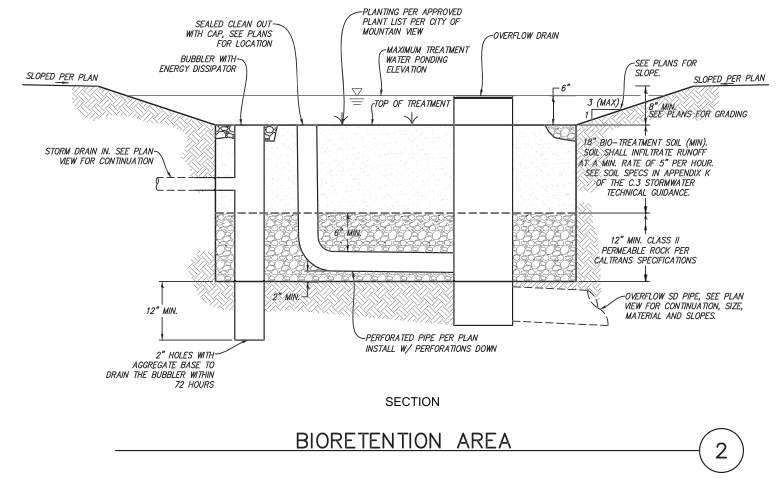 SEALED CLEAN OUT
WITH CAP, SEE PLANS
FOR LOCATION
PLANTING PER APPROVED
PLANT LIST PER CITY OF
MOUNTAIN VIEW
OVERFLOW DRAIN
BUBBLER WITH
ENERGY DISSIPATOR
MAXIMUM TREATMENT
WATER PONDING
ELEVATION
SEE PLANS FOR
SLOPE.
SLOPED PER PLAN
SLOPED PER PLAN
6"
3 (MAX)
1
8" MIN.
SEE PLANS FOR GRADING
TOP OF TREATMENT
STORM DRAIN IN. SEE PLAN
VIEW FOR CONTINUATION
18" BIO-TREATMENT SOIL (MIN).
SOIL SHALL INFILTRATE RUNOFF
AT A MIN. RATE OF 5" PER HOUR.
SEE SOIL SPECS IN APPENDIX K
OF THE C.3 STORMWATER
TECHNICAL GUIDANCE.
6" MIN.
12" MIN. CLASS II
PERMEABLE ROCK PER
CALTRANS SPECIFICATIONS
2" MIN.
12" MIN.
OVERFLOW SD PIPE, SEE PLAN
VIEW FOR CONTINUATION, SIZE,
MATERIAL AND SLOPES.
PERFORATED PIPE PER PLAN
INSTALL W/ PERFORATIONS DOWN
2" HOLES WITH
AGGREGATE BASE TO
DRAIN THE BUBBLER WITHIN
72 HOURS
SECTION
BIORETENTION AREA
2